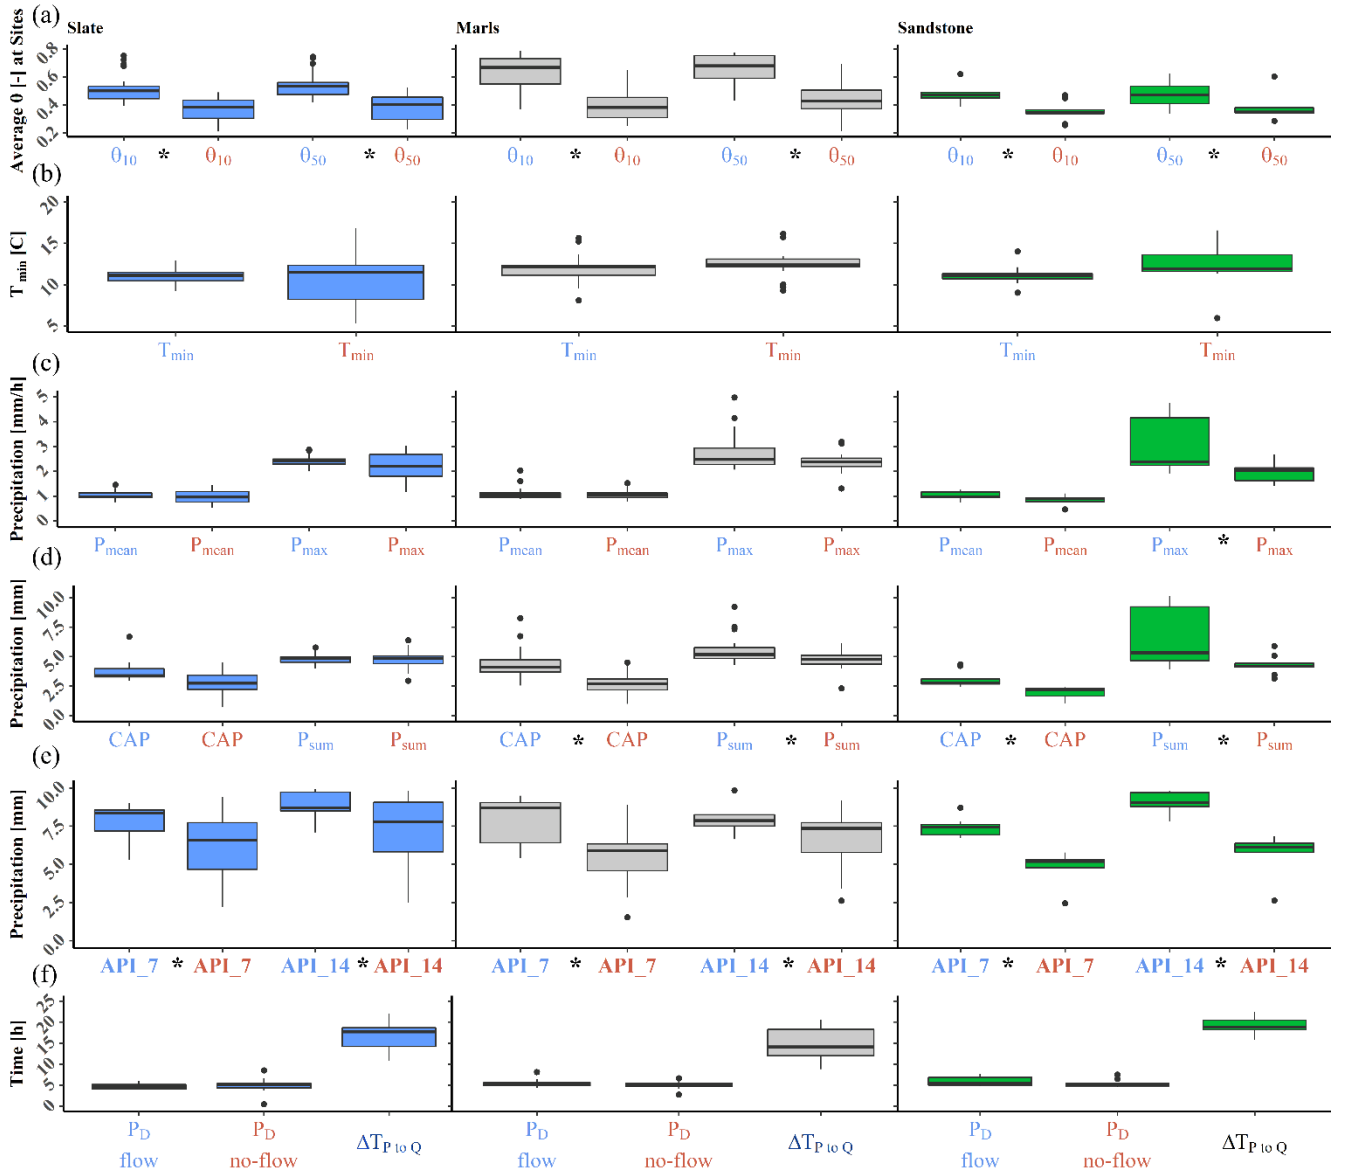 (a)
Slate Marls Sandstone
Average θ [-] at Sites
0.8
0.6
0.4
0.2
θ10 * θ10 θ50 * θ50 θ10 * θ10 θ50 * θ50 θ10 * θ10 θ50 * θ50
(b)
Tmin [C]
20
15
10
5
Tmin Tmin Tmin Tmin Tmin Tmin
(c)
Precipitation [mm/h]
5
4
3
2
1
0
Pmean Pmean Pmax Pmax Pmean Pmean Pmax Pmax Pmean Pmean Pmax * Pmax
(d)
Precipitation [mm]
10.0
7.5
5.0
2.5
0.0
CAP CAP Psum Psum CAP * CAP Psum * Psum CAP * CAP Psum * Psum
(e)
Precipitation [mm]
10.0
7.5
5.0
2.5
0.0
API_7 * API_7 API_14 * API_14 API_7 * API_7 API_14 * API_14 API_7 * API_7 API_14 * API_14
(f)
Time [h]
25
20
15
10
5
0
PD PD ΔTP to Q PD PD ΔTP to Q PD PD ΔTP to Q
flow no-flow flow no-flow flow no-flow